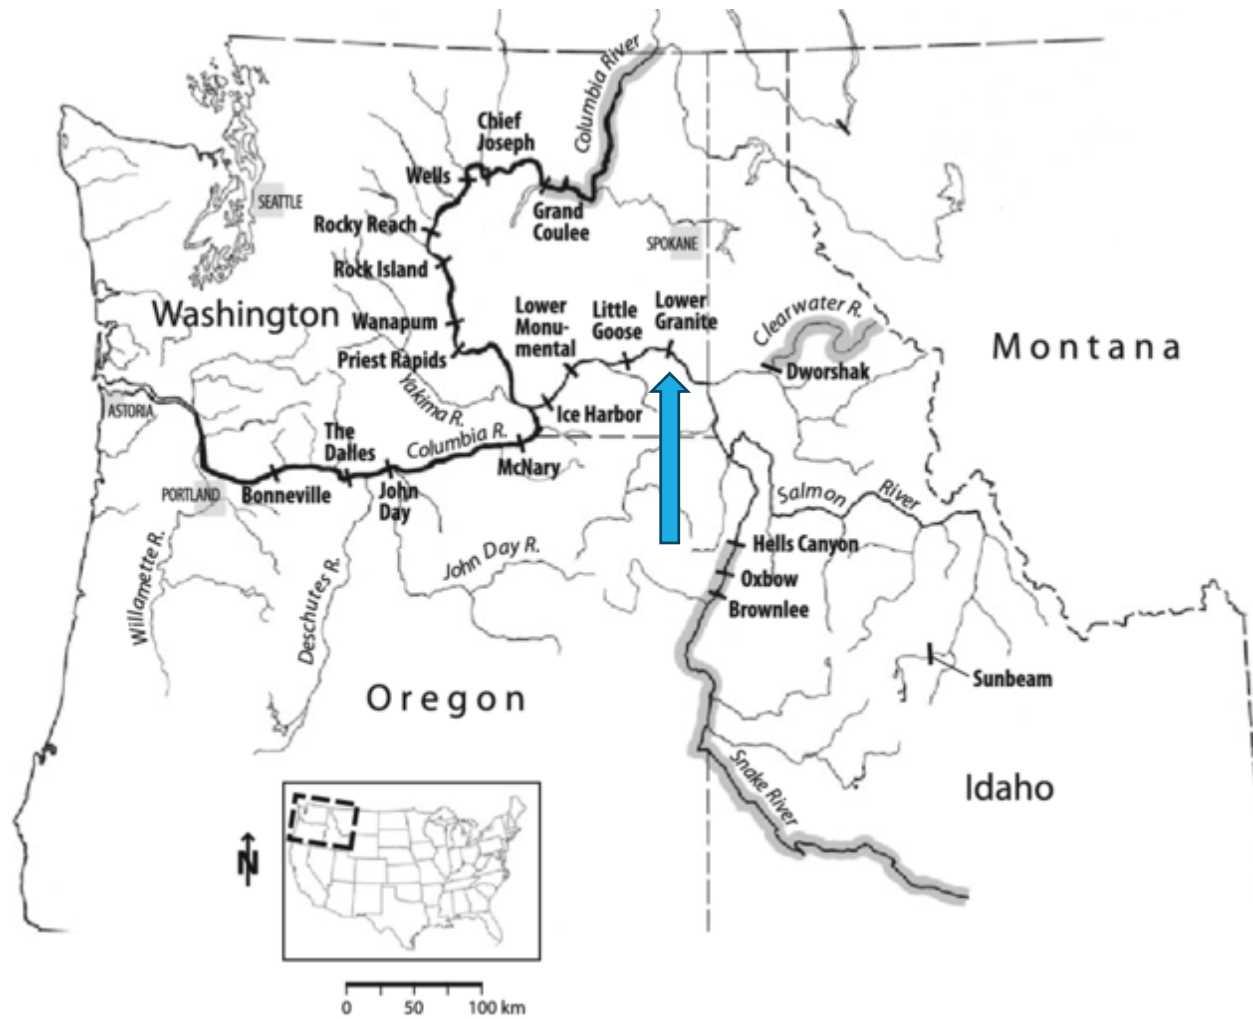 Columbia River
Chief
Joseph
Wells
SEATTLE
Grand
Coulee
Rocky Reach
SPOKANE
Rock Island
Washington
Wanapum
Priest Rapids
Lower
Monu-
mental
Little
Goose
Lower
Granite
Clearwater R.
Dworshak
Montana
Yakima R.
Ice Harbor
ASTORIA
The
Dalles
Columbia R.
McNary
PORTLAND
Bonneville
John
Day
Salmon River
Willamette R.
Deschutes R.
John Day R.
Hells Canyon
Oxbow
Brownlee
Sunbeam
Oregon
Snake River
Idaho
N
0 50 100 km